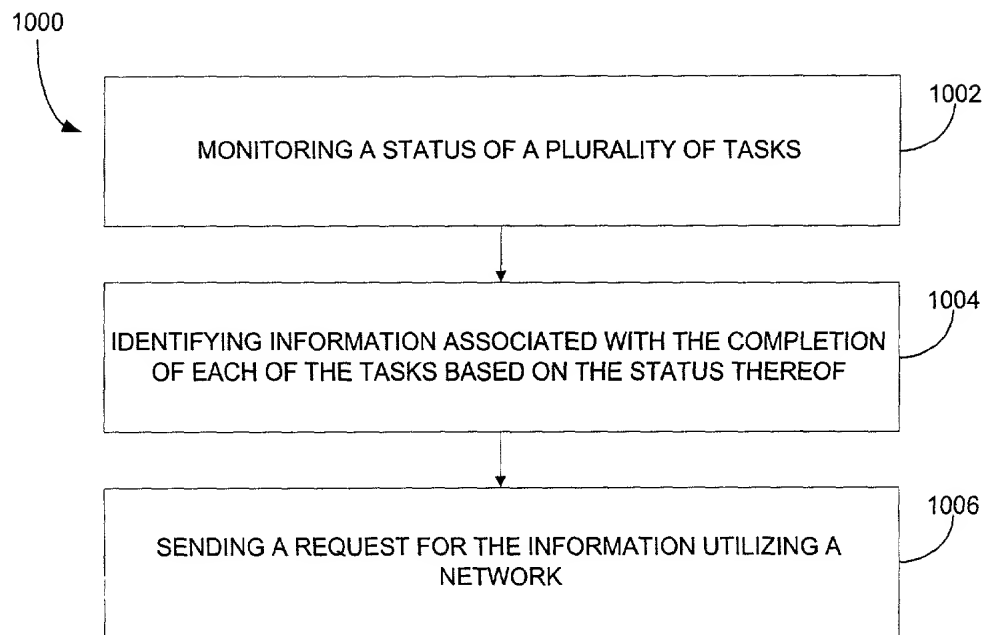 1000
1002
MONITORING A STATUS OF A PLURALITY OF TASKS
1004
IDENTIFYING INFORMATION ASSOCIATED WITH THE COMPLETION
OF EACH OF THE TASKS BASED ON THE STATUS THEREOF
1006
SENDING A REQUEST FOR THE INFORMATION UTILIZING A
NETWORK